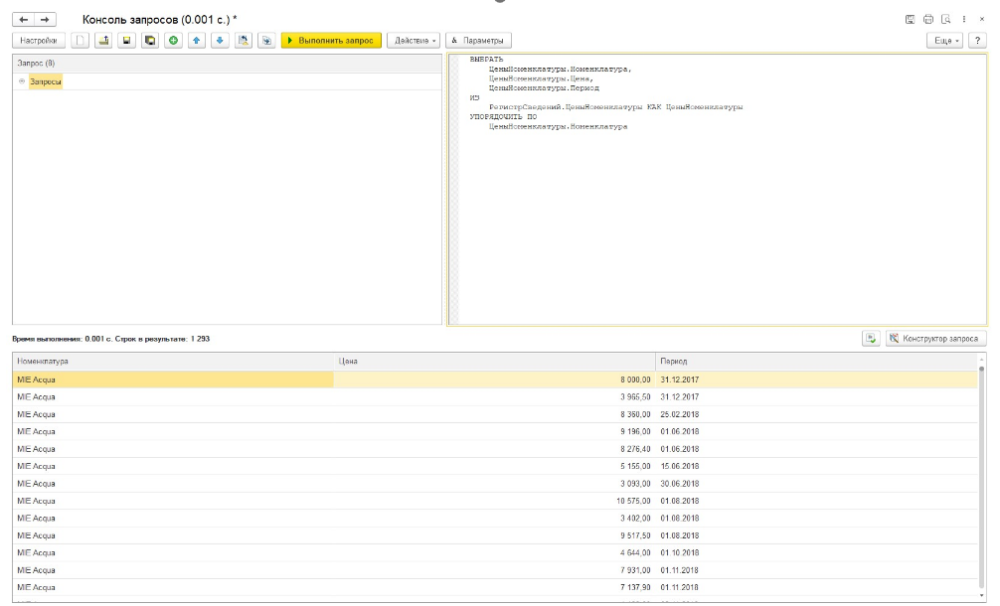 Консоль запросов (0.001 с.) *
Настройки
Выполнить запрос
Действие
& Параметры
Еще
?
Запрос (8)
Запросы
ВЫБРАТЬ
ЦеныНоменклатуры.Номенклатура,
ЦеныНоменклатуры.Цена,
ЦеныНоменклатуры.Период
ИЗ
РегистрСведений.ЦеныНоменклатуры КАК ЦеныНоменклатуры
УПОРЯДОЧИТЬ ПО
ЦеныНоменклатуры.Номенклатура
Время выполнения: 0.001 с. Строк в результате: 1 293
Конструктор запроса
Номенклатура Цена Период
MIE Acqua 8 000,00 31.12.2017
MIE Acqua 3 965,50 31.12.2017
MIE Acqua 8 360,00 25.02.2018
MIE Acqua 9 196,00 01.06.2018
MIE Acqua 8 276,40 01.06.2018
MIE Acqua 5 155,00 15.06.2018
MIE Acqua 3 093,00 30.06.2018
MIE Acqua 10 575,00 01.08.2018
MIE Acqua 3 402,00 01.08.2018
MIE Acqua 9 517,50 01.08.2018
MIE Acqua 4 644,00 01.10.2018
MIE Acqua 7 931,00 01.11.2018
MIE Acqua 7 137,90 01.11.2018